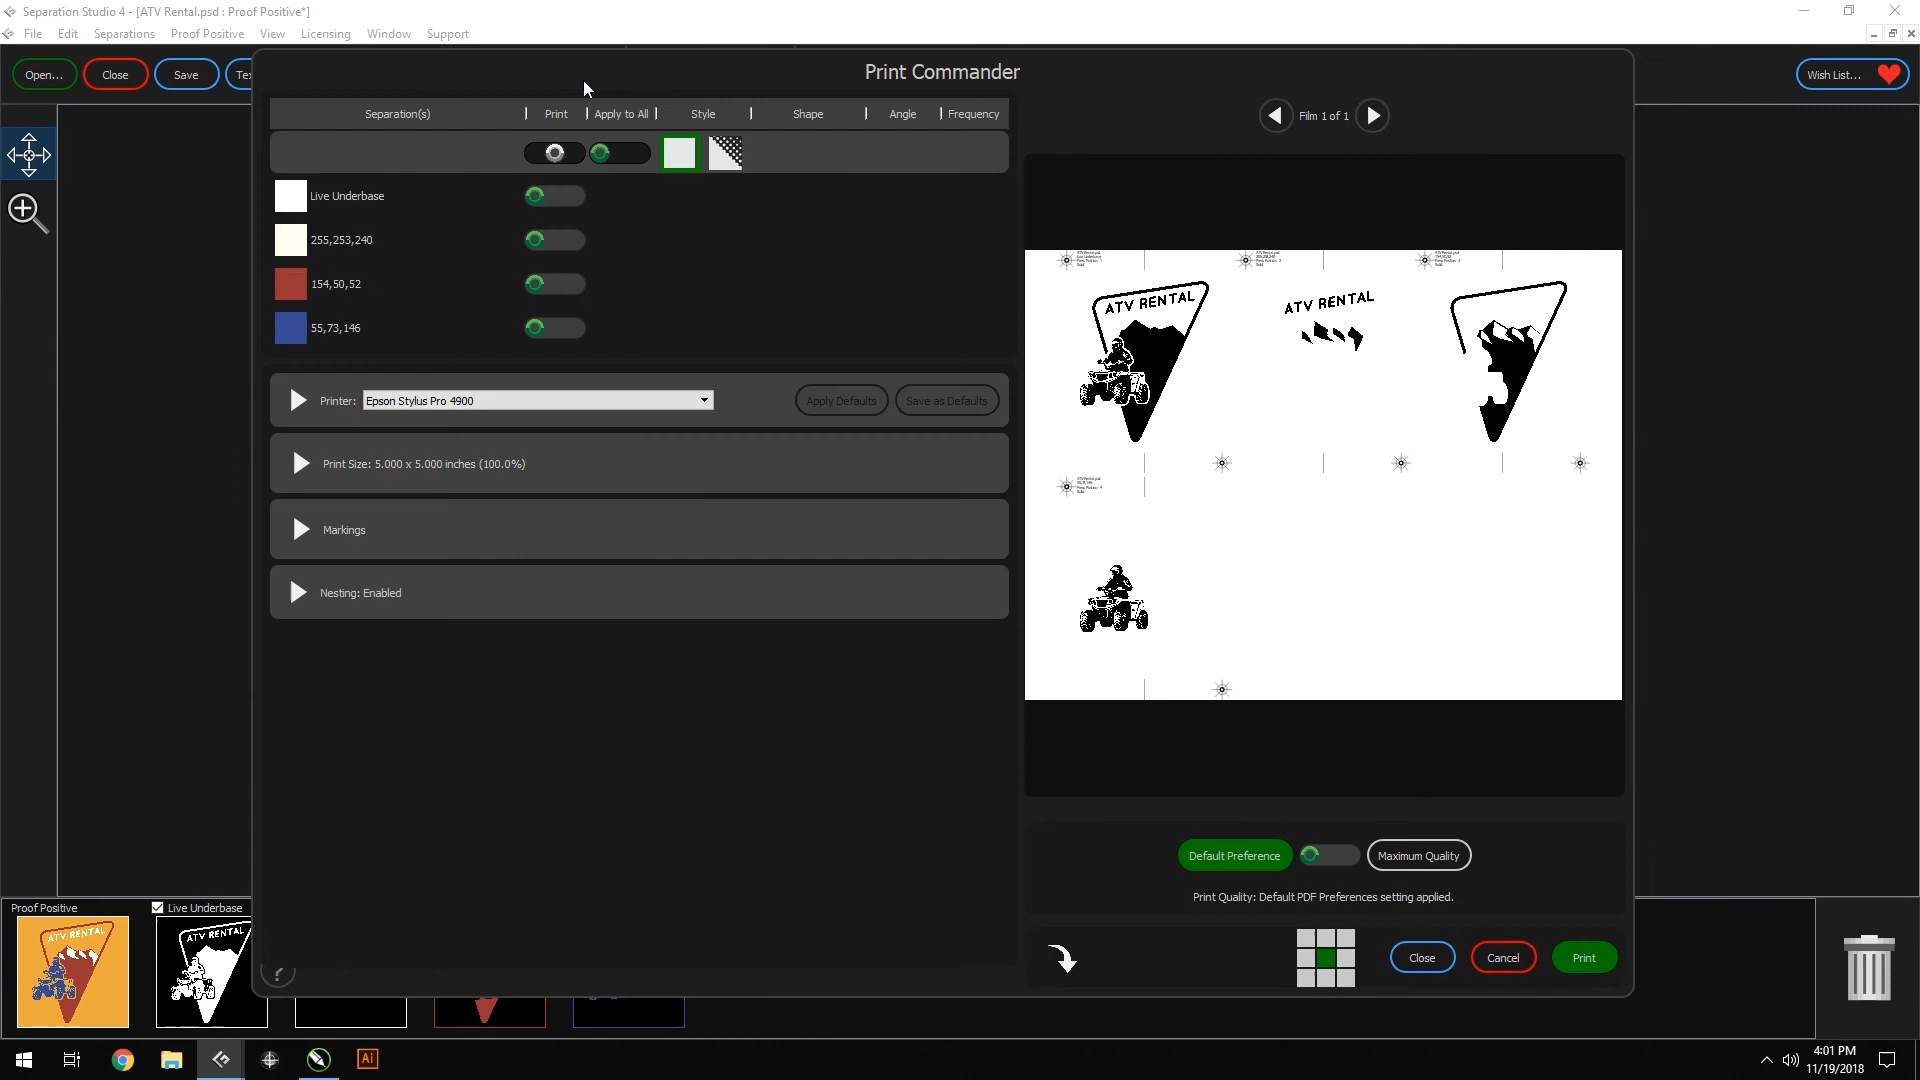 Separation Studio 4 - [ATV Rental.psd : Proof Positive*]
File Edit Separations Proof Positive View Licensing Window Support
Open... Close Save
Print Commander
Wish List...
Separation(s) Print Apply to All Style Shape Angle Frequency
Film 1 of 1
Live Underbase
255,253,240
154,50,52
55,73,146
ATV RENTAL
ATV RENTAL
Printer: Epson Stylus Pro 4900 Apply Defaults Save as Defaults
Print Size: 5.000 x 5.000 inches (100.0%)
Markings
Nesting: Enabled
Default Preference Maximum Quality
Print Quality: Default PDF Preferences setting applied.
Proof Positive Live Underbase
ATV RENTAL
ATV RENTAL
?
Close Cancel Print
Ai
4:01 PM
11/19/2018